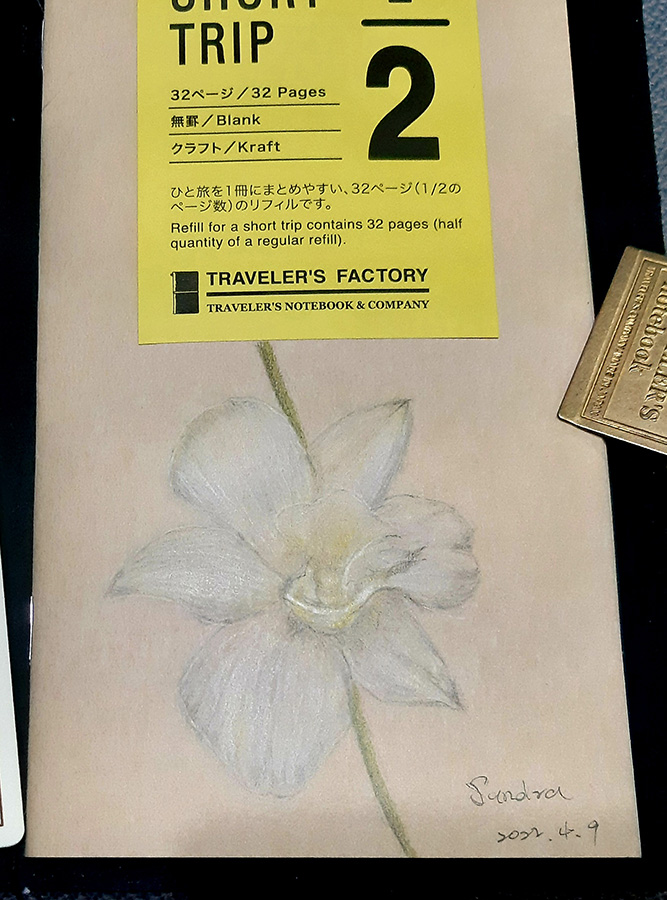 SHORT
TRIP
1
2
32ページ／32 Pages
無罫／Blank
クラフト／Kraft
ひと旅を1冊にまとめやすい、32ページ（1/2の
ページ数）のリフィルです。
Refill for a short trip contains 32 pages (half
quantity of a regular refill).
TRAVELER'S FACTORY
TRAVELER'S NOTEBOOK & COMPANY
Sandra
2022.4.9